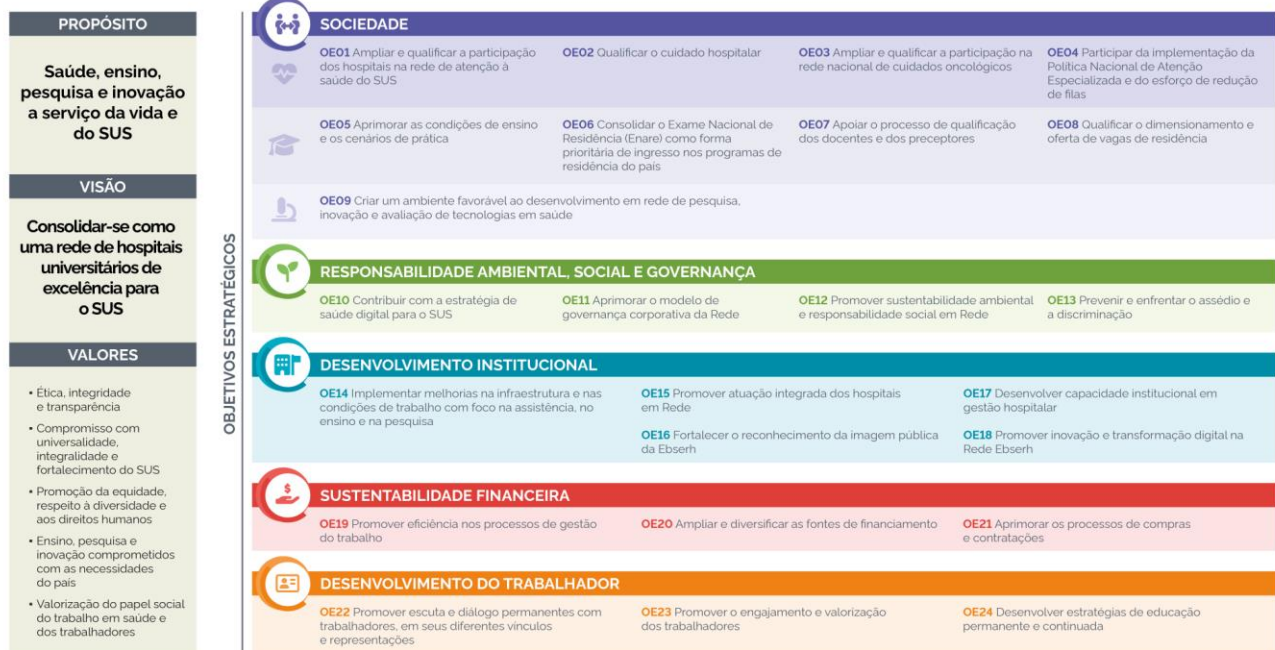 PROPÓSITO
Saúde, ensino,
pesquisa e inovação
a serviço da vida e
do SUS
VISÃO
Consolidar-se como
uma rede de hospitais
universitários de
excelência para
o SUS
VALORES
• Ética, integridade
e transparência
• Compromisso com
universalidade,
integralidade e
fortalecimento do SUS
• Promoção da equidade,
respeito à diversidade e
aos direitos humanos
• Ensino, pesquisa e
inovação comprometidos
com as necessidades
do país
• Valorização do papel social
do trabalho em saúde e
dos trabalhadores
OBJETIVOS ESTRATÉGICOS
SOCIEDADE
OE01 Ampliar e qualificar a participação
dos hospitais na rede de atenção à
saúde do SUS
OE02 Qualificar o cuidado hospitalar
OE03 Ampliar e qualificar a participação na
rede nacional de cuidados oncológicos
OE04 Participar da implementação da
Política Nacional de Atenção
Especializada e do esforço de redução
de filas
OE05 Aprimorar as condições de ensino
e os cenários de prática
OE06 Consolidar o Exame Nacional de
Residência (Enare) como forma
prioritária de ingresso nos programas de
residência do país
OE07 Apoiar o processo de qualificação
dos docentes e dos preceptores
OE08 Qualificar o dimensionamento e
oferta de vagas de residência
OE09 Criar um ambiente favorável ao desenvolvimento em rede de pesquisa,
inovação e avaliação de tecnologias em saúde
RESPONSABILIDADE AMBIENTAL, SOCIAL E GOVERNANÇA
OE10 Contribuir com a estratégia de
saúde digital para o SUS
OE11 Aprimorar o modelo de
governança corporativa da Rede
OE12 Promover sustentabilidade ambiental
e responsabilidade social em Rede
OE13 Prevenir e enfrentar o assédio e
a discriminação
DESENVOLVIMENTO INSTITUCIONAL
OE14 Implementar melhorias na infraestrutura e nas
condições de trabalho com foco na assistência, no
ensino e na pesquisa
OE15 Promover atuação integrada dos hospitais
em Rede
OE16 Fortalecer o reconhecimento da imagem pública
da Ebserh
OE17 Desenvolver capacidade institucional em
gestão hospitalar
OE18 Promover inovação e transformação digital na
Rede Ebserh
$
SUSTENTABILIDADE FINANCEIRA
OE19 Promover eficiência nos processos de gestão
do trabalho
OE20 Ampliar e diversificar as fontes de financiamento
OE21 Aprimorar os processos de compras
e contratações
DESENVOLVIMENTO DO TRABALHADOR
OE22 Promover escuta e diálogo permanentes com
trabalhadores, em seus diferentes vínculos
e representações
OE23 Promover o engajamento e valorização
dos trabalhadores
OE24 Desenvolver estratégias de educação
permanente e continuada